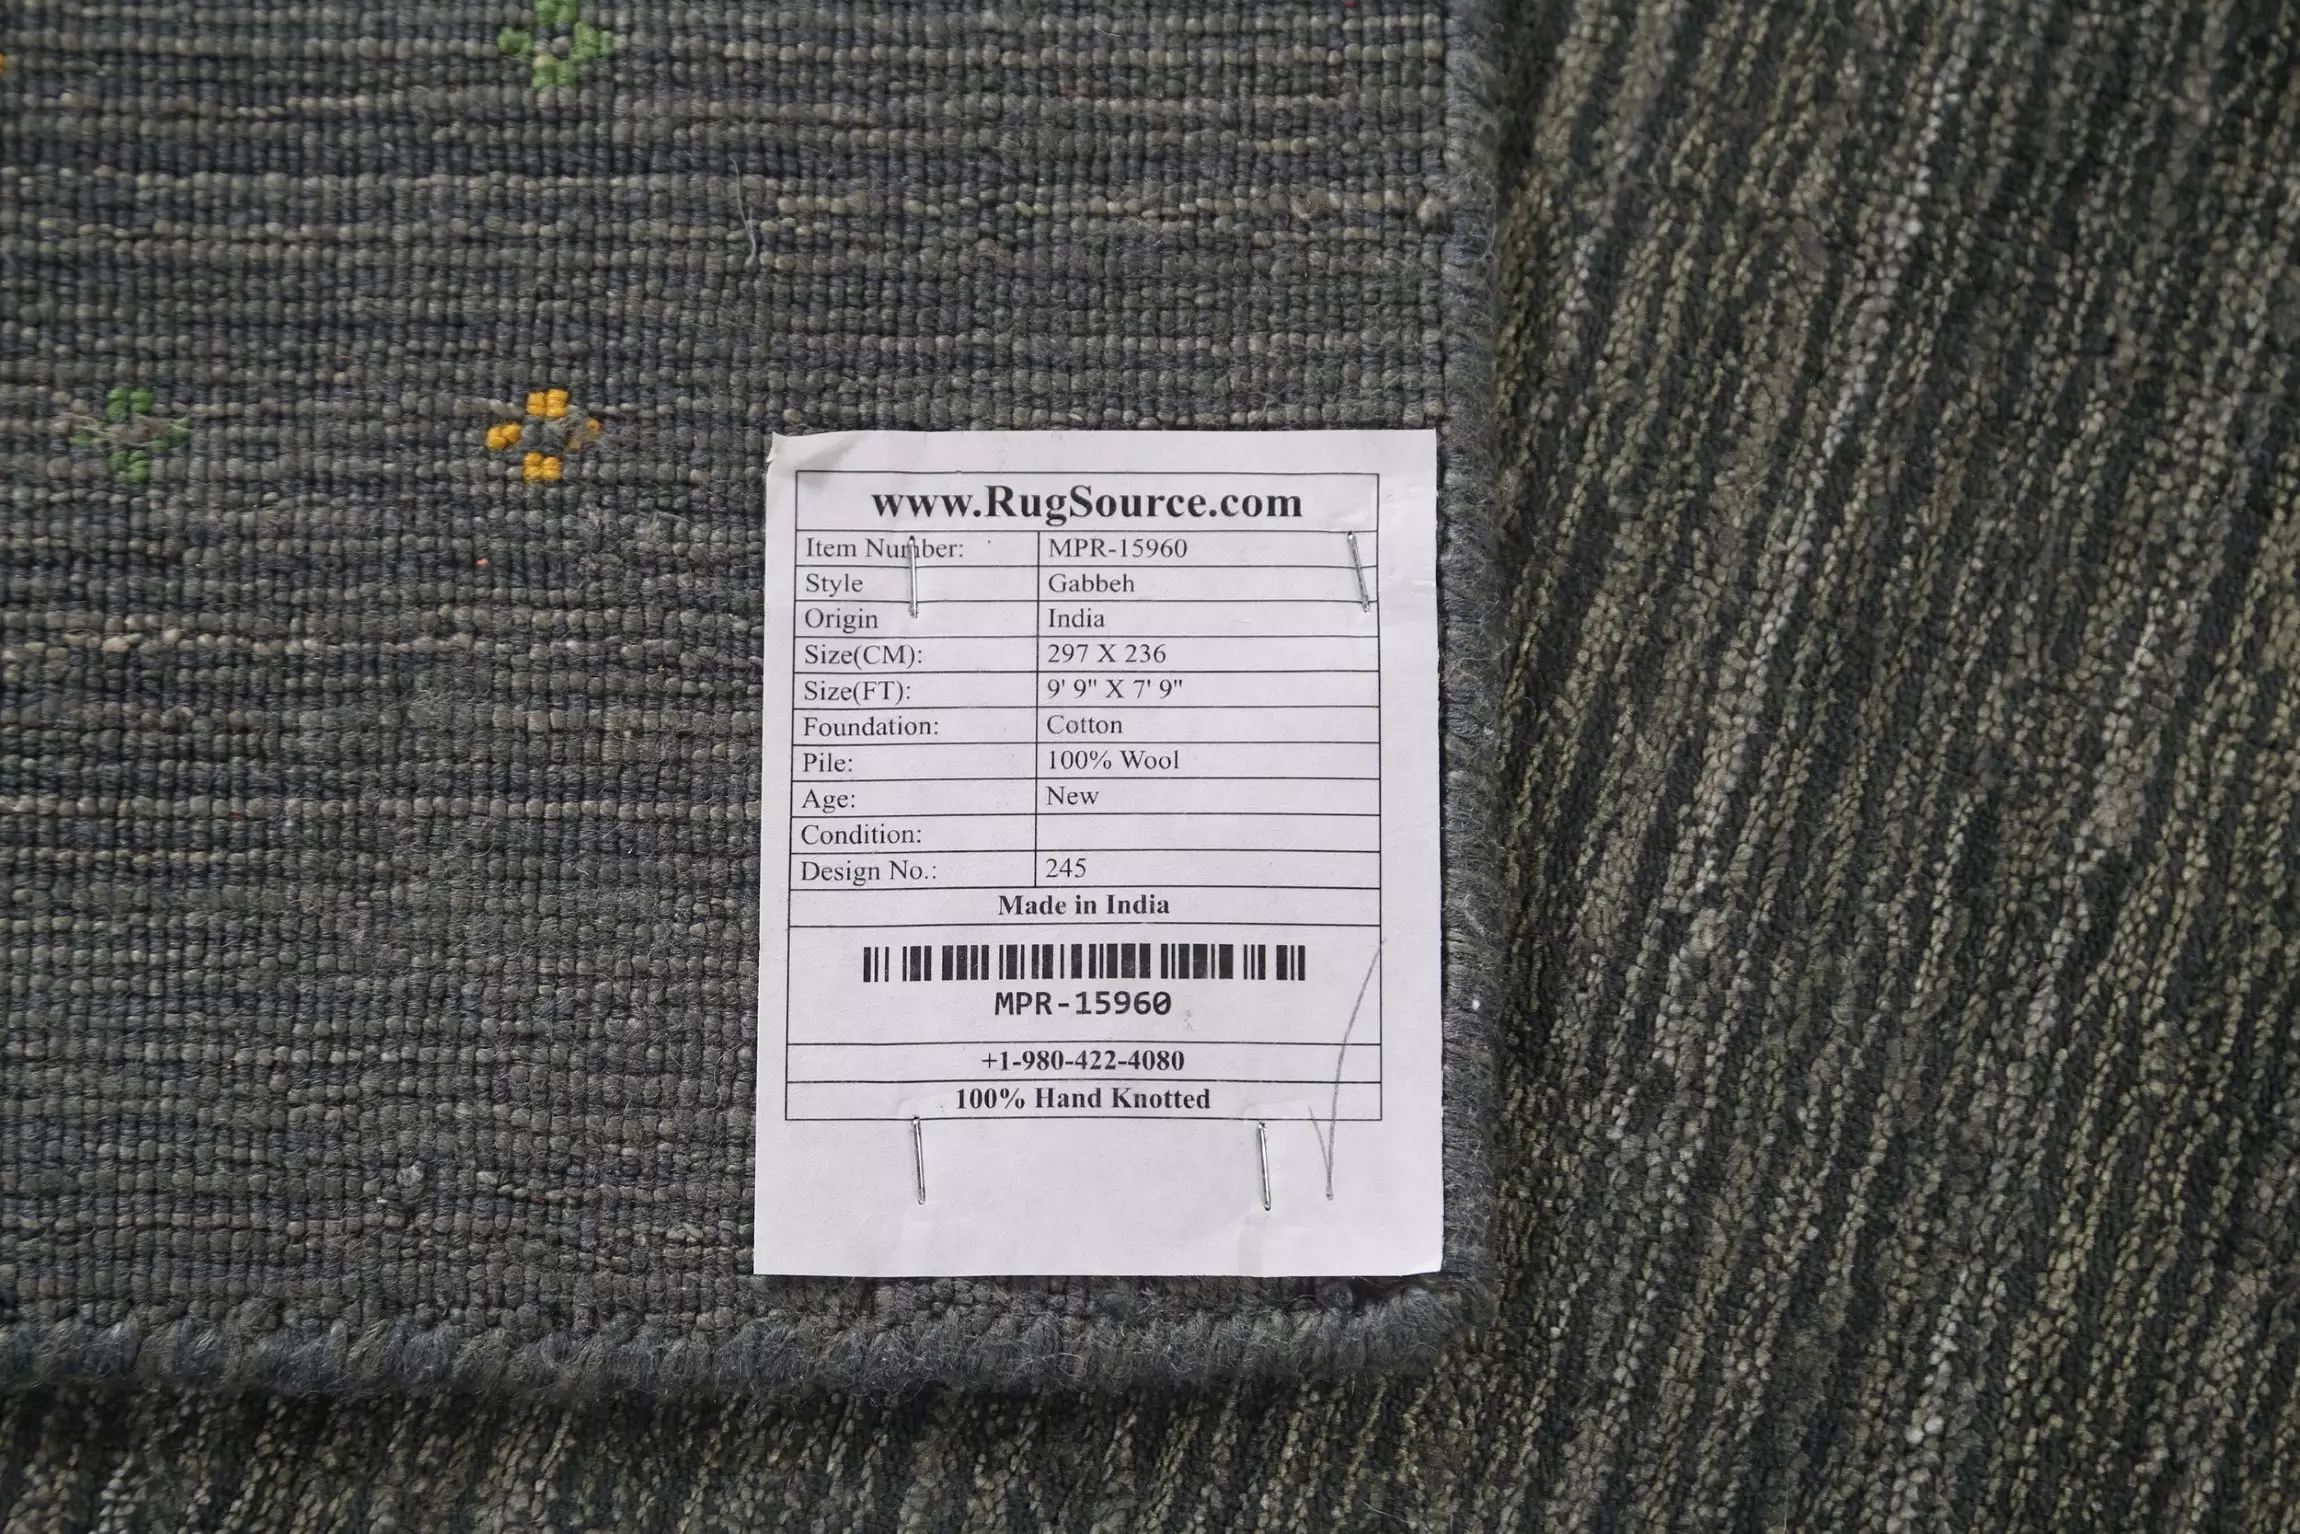 www.RugSource.com
Item Number: MPR-15960
Style Gabbeh
Origin India
Size(CM): 297 X 236
Size(FT): 9' 9" X 7' 9"
Foundation: Cotton
Pile: 100% Wool
Age: New
Condition:
Design No.: 245
Made in India
MPR-15960
+1-980-422-4080
100% Hand Knotted